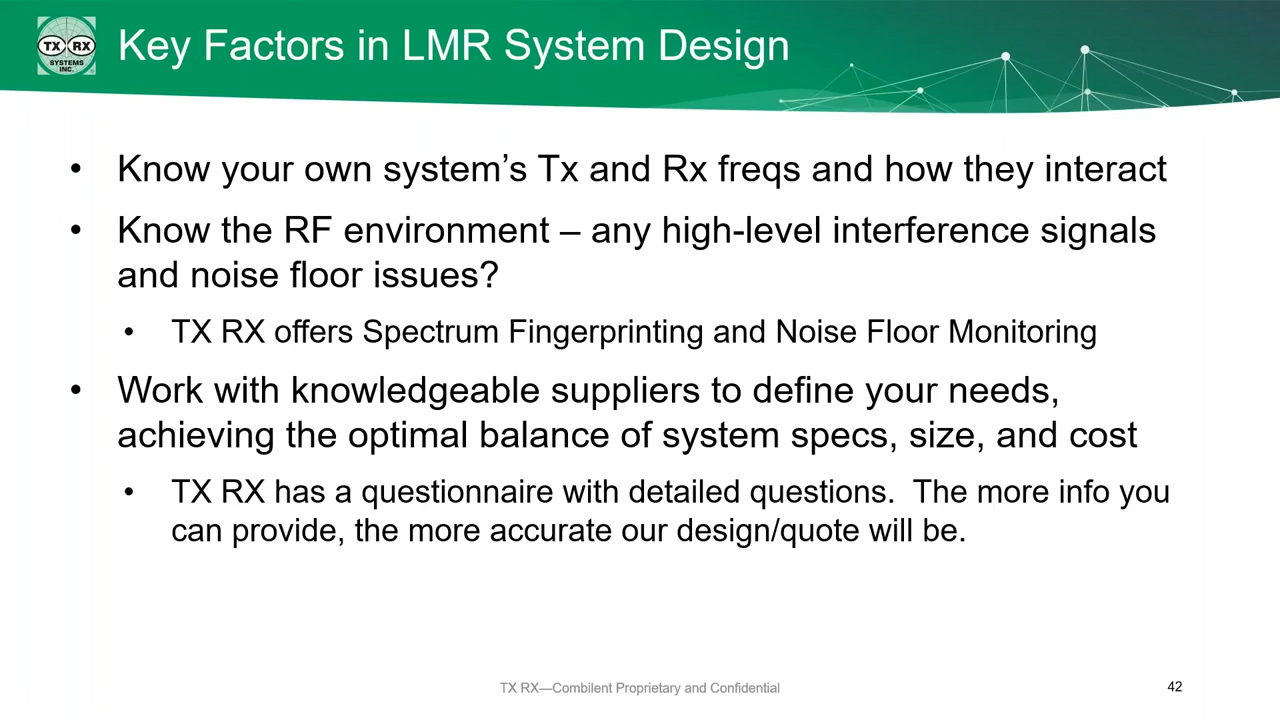 TX RX
SYSTEMS
INC.
Key Factors in LMR System Design
• Know your own system’s Tx and Rx freqs and how they interact
• Know the RF environment – any high-level interference signals
and noise floor issues?
• TX RX offers Spectrum Fingerprinting and Noise Floor Monitoring
• Work with knowledgeable suppliers to define your needs,
achieving the optimal balance of system specs, size, and cost
• TX RX has a questionnaire with detailed questions.  The more info you
can provide, the more accurate our design/quote will be.
TX RX—Combilent Proprietary and Confidential
42